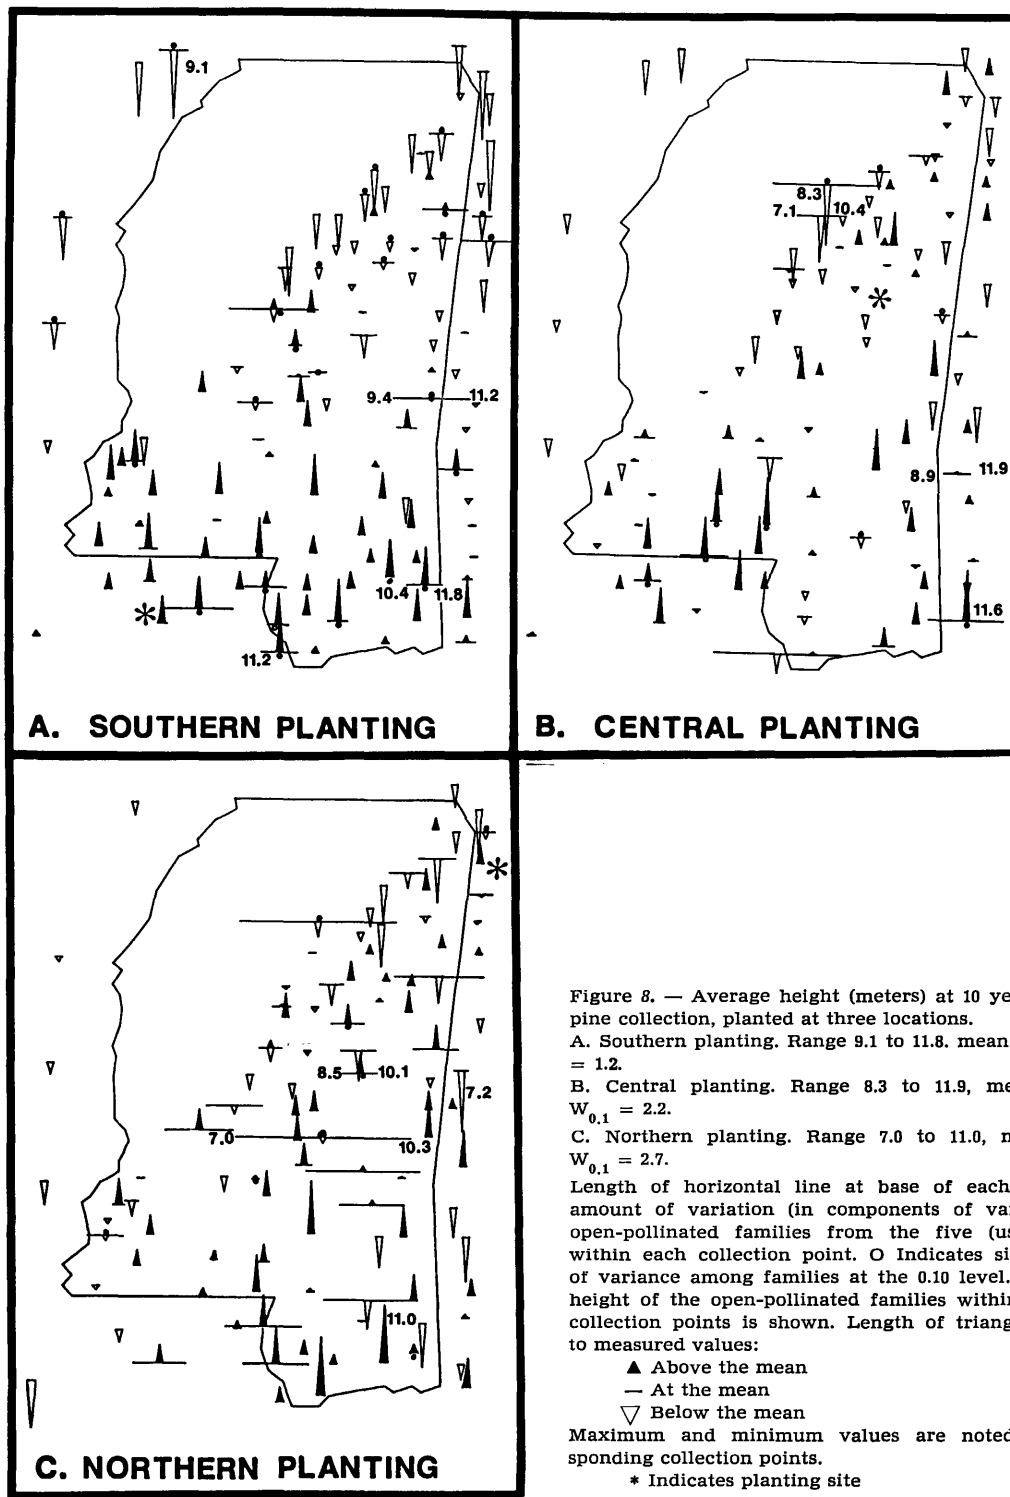 9.1
9.4
11.2
10.4
11.8
11.2
A. SOUTHERN PLANTING
8.3
7.1
10.4
8.9
11.9
11.6
B. CENTRAL PLANTING
8.5
10.1
7.2
7.0
10.3
11.0
C. NORTHERN PLANTING
Figure 8. — Average height (meters) at 10 ye
pine collection, planted at three locations.
A. Southern planting. Range 9.1 to 11.8. mean
= 1.2.
B. Central planting. Range 8.3 to 11.9, me
W0.1 = 2.2.
C. Northern planting. Range 7.0 to 11.0, n
W0.1 = 2.7.
Length of horizontal line at base of each
amount of variation (in components of va
open-pollinated families from the five (us
within each collection point. O Indicates si
of variance among families at the 0.10 level.
height of the open-pollinated families within
collection points is shown. Length of triang
to measured values:
▲ Above the mean
— At the mean
▽ Below the mean
Maximum and minimum values are noted
sponding collection points.
* Indicates planting site